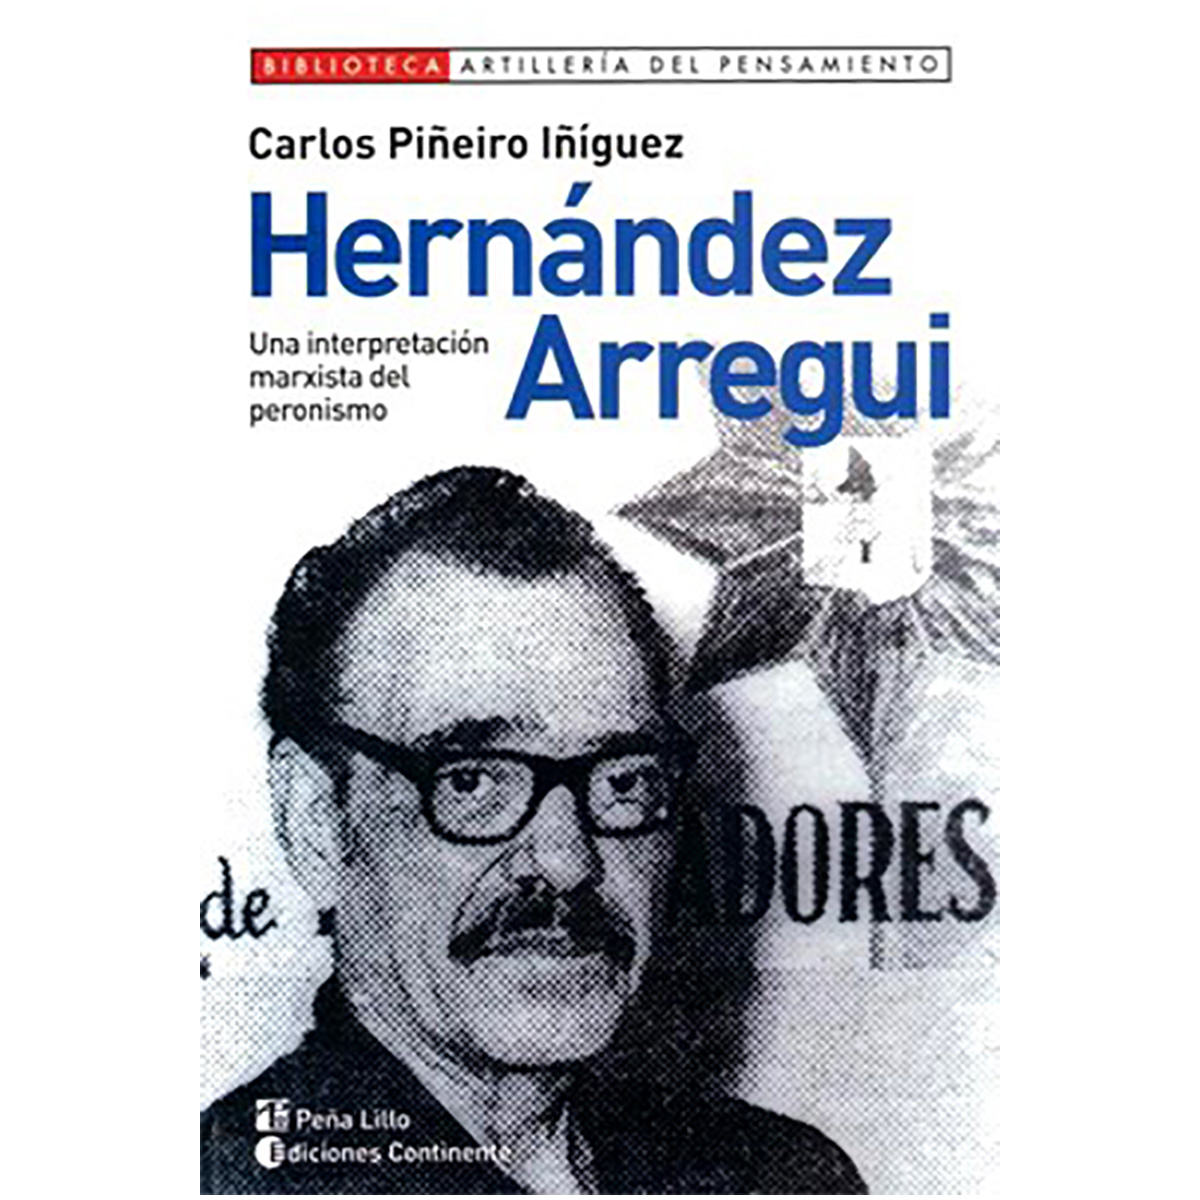 BIBLIOTECA ARTILLERÍA DEL PENSAMIENTO
Carlos Piñeiro Iñíguez
Hernández
Arregui
Una interpretación
marxista del
peronismo
ADORES
de
Peña Lillo
Ediciones Continente